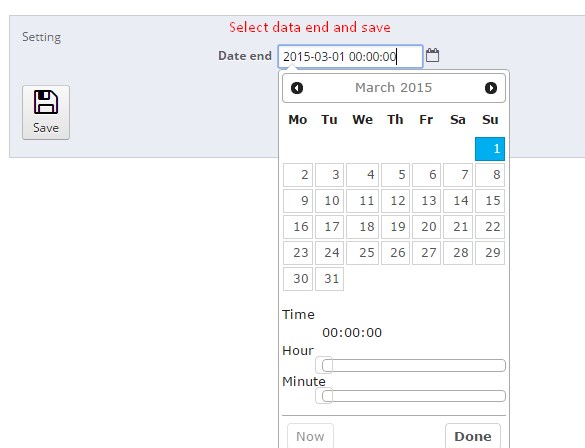 Select data end and save
Setting
Date end 2015-03-01 00:00:00
Save
March 2015
Mo Tu We Th Fr Sa Su
1
2 3 4 5 6 7 8
9 10 11 12 13 14 15
16 17 18 19 20 21 22
23 24 25 26 27 28 29
30 31
Time
00:00:00
Hour
Minute
Now Done